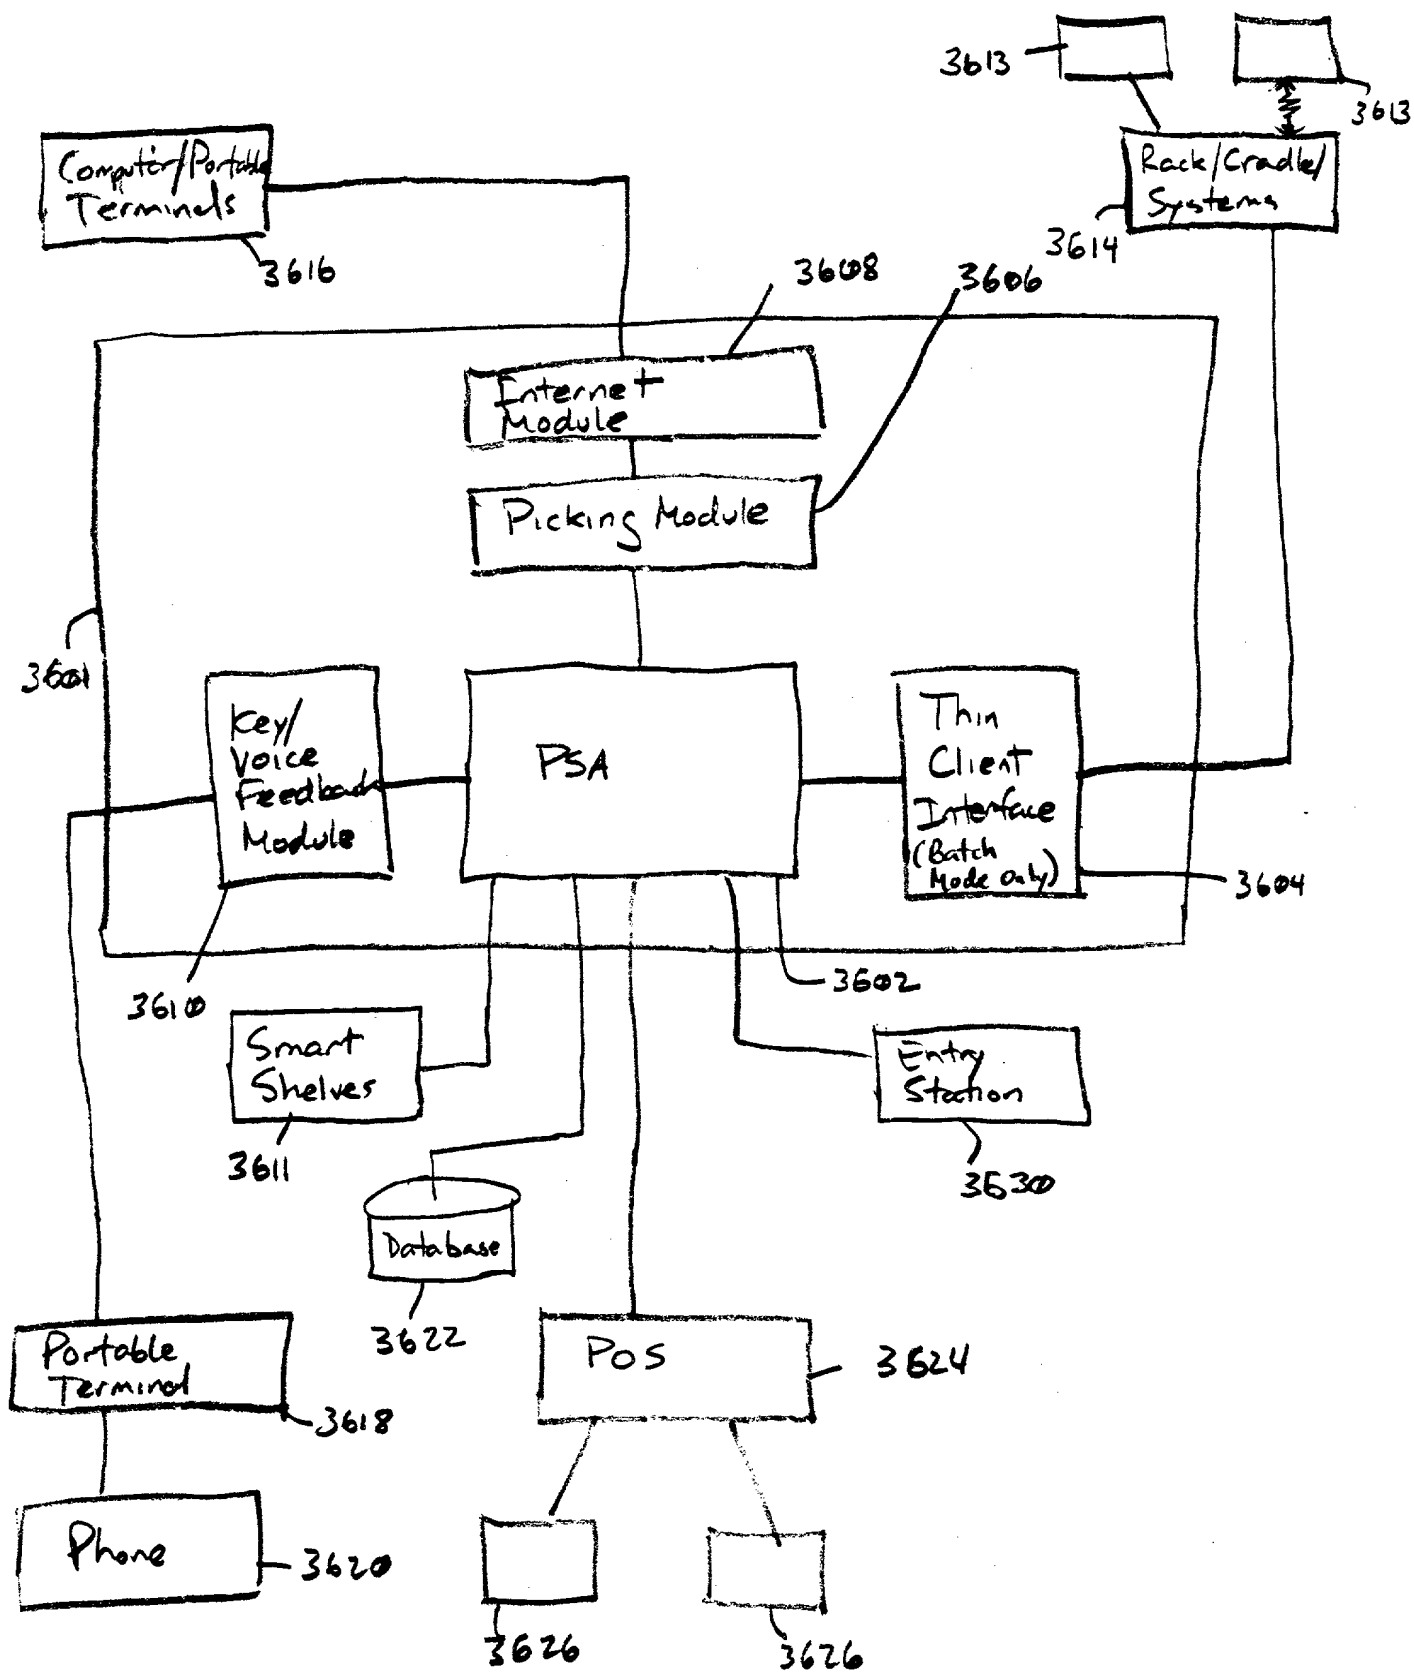 3613
3613
Computer/Portable
Terminals
3616
Rack/Cradle/
Systems
3614
3608
3606
Internet
Module
Picking Module
3601
Key/
Voice
Feedback
Module
PSA
Thin
Client
Interface
(Batch
Mode Only)
3604
3610
3602
Smart
Shelves
3611
Entry
Station
3630
Database
3622
Portable
Terminal
3618
POS
3624
Phone
3620
3626
3626